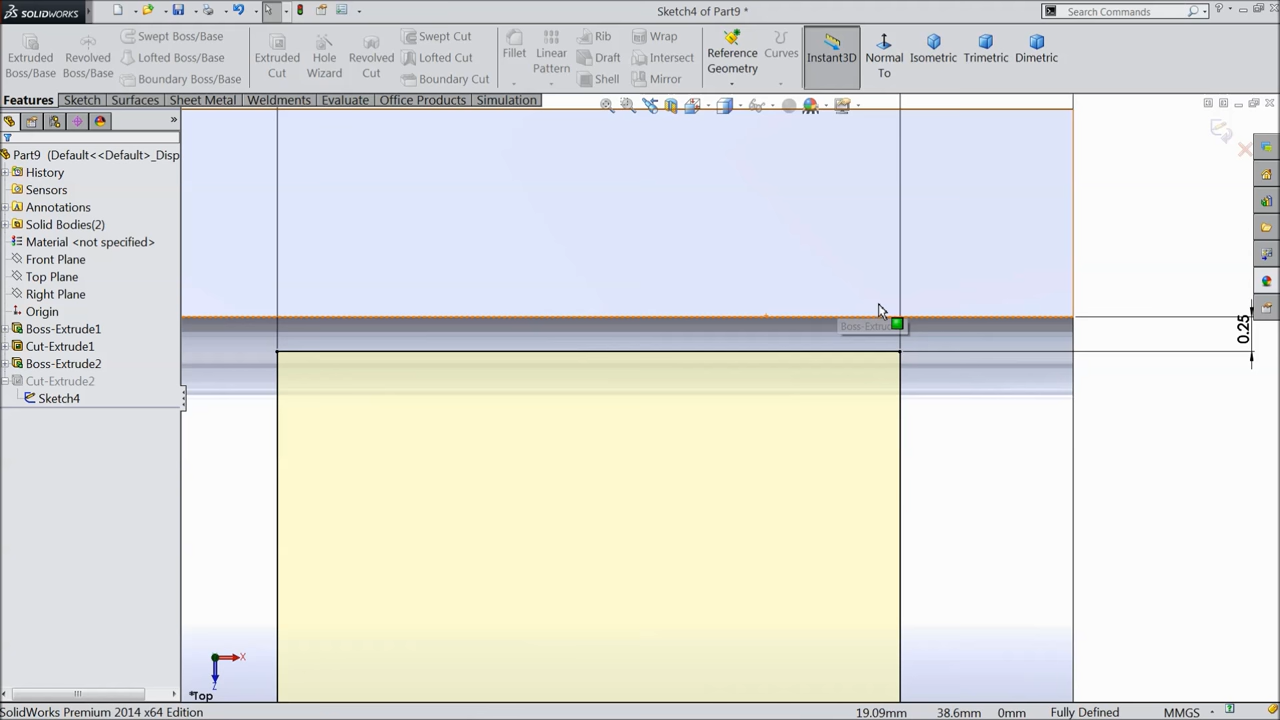 SOLIDWORKS
Sketch4 of Part9 *
Search Commands
Extruded Boss/Base
Revolved Boss/Base
Swept Boss/Base
Lofted Boss/Base
Boundary Boss/Base
Extruded Cut
Hole Wizard
Revolved Cut
Swept Cut
Lofted Cut
Boundary Cut
Fillet
Linear Pattern
Rib
Draft
Shell
Wrap
Intersect
Mirror
Reference Geometry
Curves
Instant3D
Normal To
Isometric
Trimetric
Dimetric
Features
Sketch
Surfaces
Sheet Metal
Weldments
Evaluate
Office Products
Simulation
Part9 (Default<<Default>_Disp
History
Sensors
Annotations
Solid Bodies(2)
Material <not specified>
Front Plane
Top Plane
Right Plane
Origin
Boss-Extrude1
Cut-Extrude1
Boss-Extrude2
Cut-Extrude2
Sketch4
0.25
X
Z
*Top
SolidWorks Premium 2014 x64 Edition
19.09mm
38.6mm
0mm
Fully Defined
MMGS